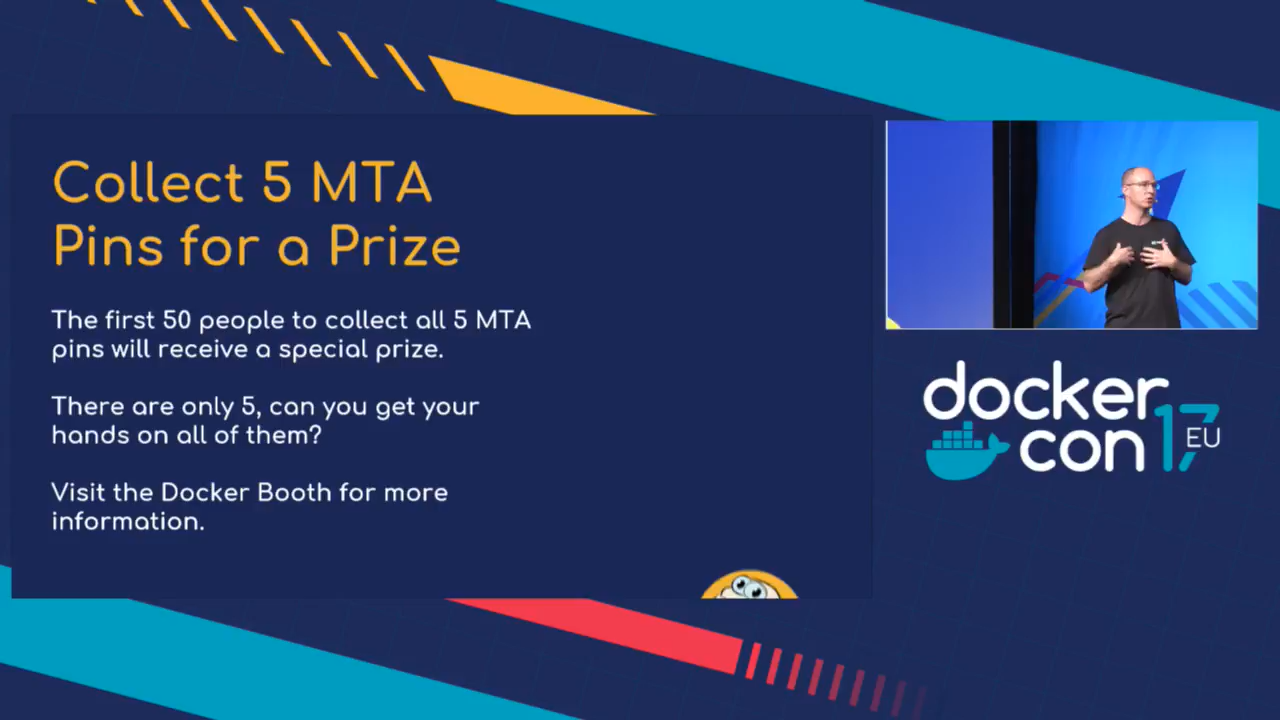 Collect 5 MTA
Pins for a Prize
The first 50 people to collect all 5 MTA
pins will receive a special prize.
There are only 5, can you get your
hands on all of them?
Visit the Docker Booth for more
information.
docker
con 17 EU